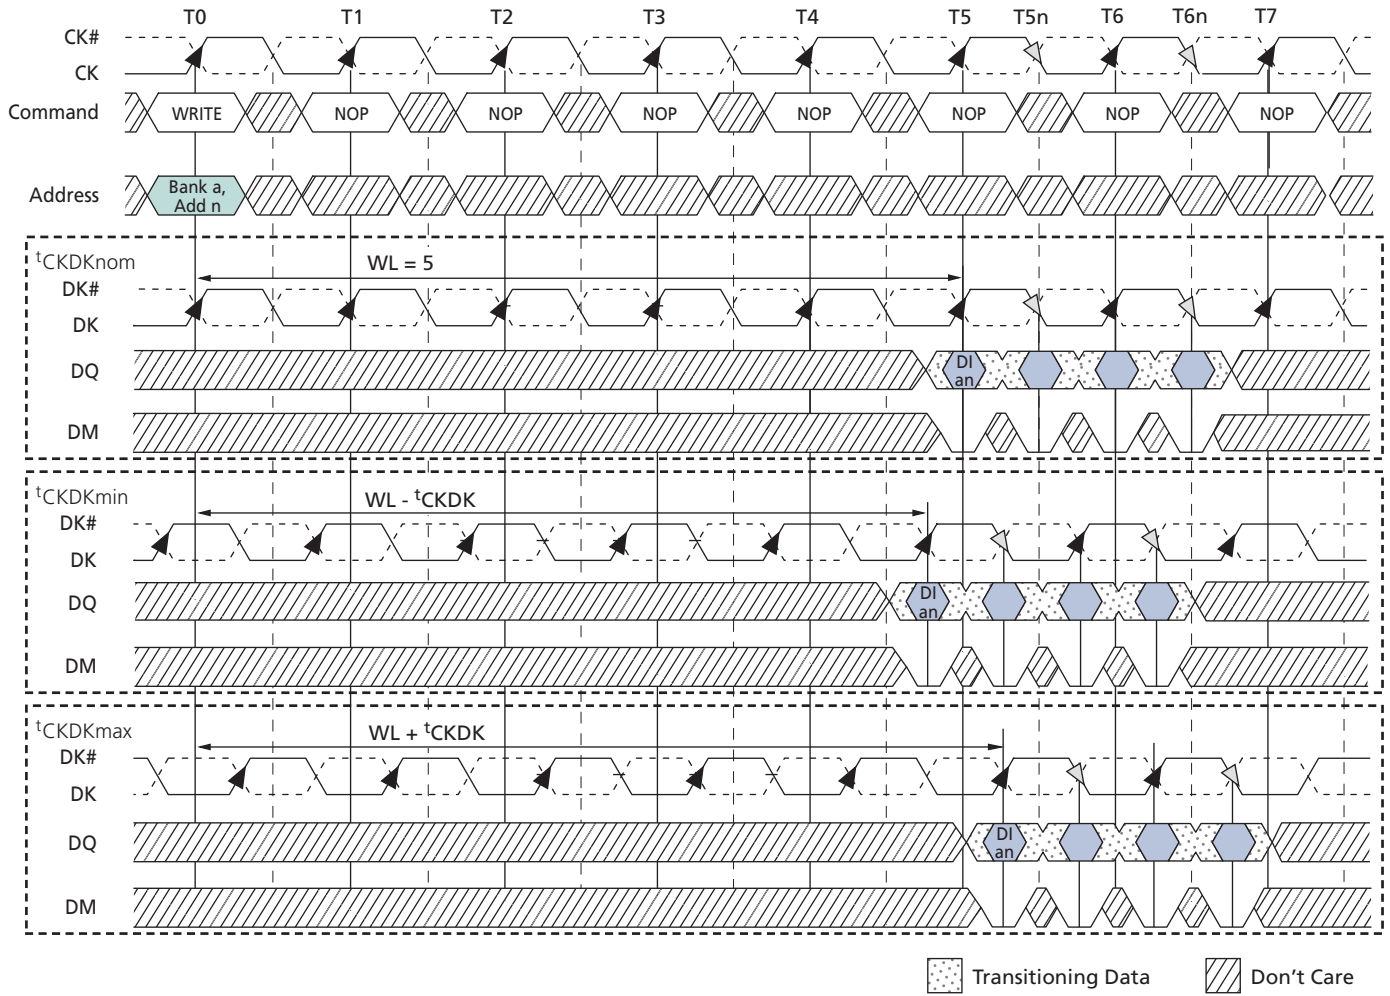 T0 T1 T2 T3 T4 T5 T5n T6 T6n T7
CK#
CK
Command WRITE NOP NOP NOP NOP NOP NOP NOP
Address Bank a,
Add n
tCKDKnom
WL = 5
DK#
DK
DQ DI
an
DM
tCKDKmin
WL - tCKDK
DK#
DK
DQ DI
an
DM
tCKDKmax
WL + tCKDK
DK#
DK
DQ DI
an
DM
Transitioning Data Don't Care